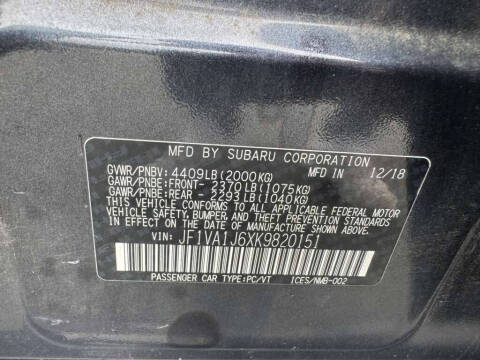 MFD BY SUBARU CORPORATION
GVWR/PNBV: 4409LB(2000KG) MFD IN 12/18
GAWR/PNBE:FRONT- 2370LB(1075KG)
GAWR/PNBE:REAR - 2293LB(1040KG)
THIS VEHICLE CONFORMS TO ALL APPLICABLE
U.S. FEDERAL MOTOR VEHICLE SAFETY,BUMPER, AND THEFT PREVENTION STANDARDS
IN EFFECT ON THE DATE OF MANUFACTURE SHOWN ABOVE.
VIN: JF1VA1J6XK9820151
PASSENGER CAR TYPE:PC/VT ICES/NMB-002